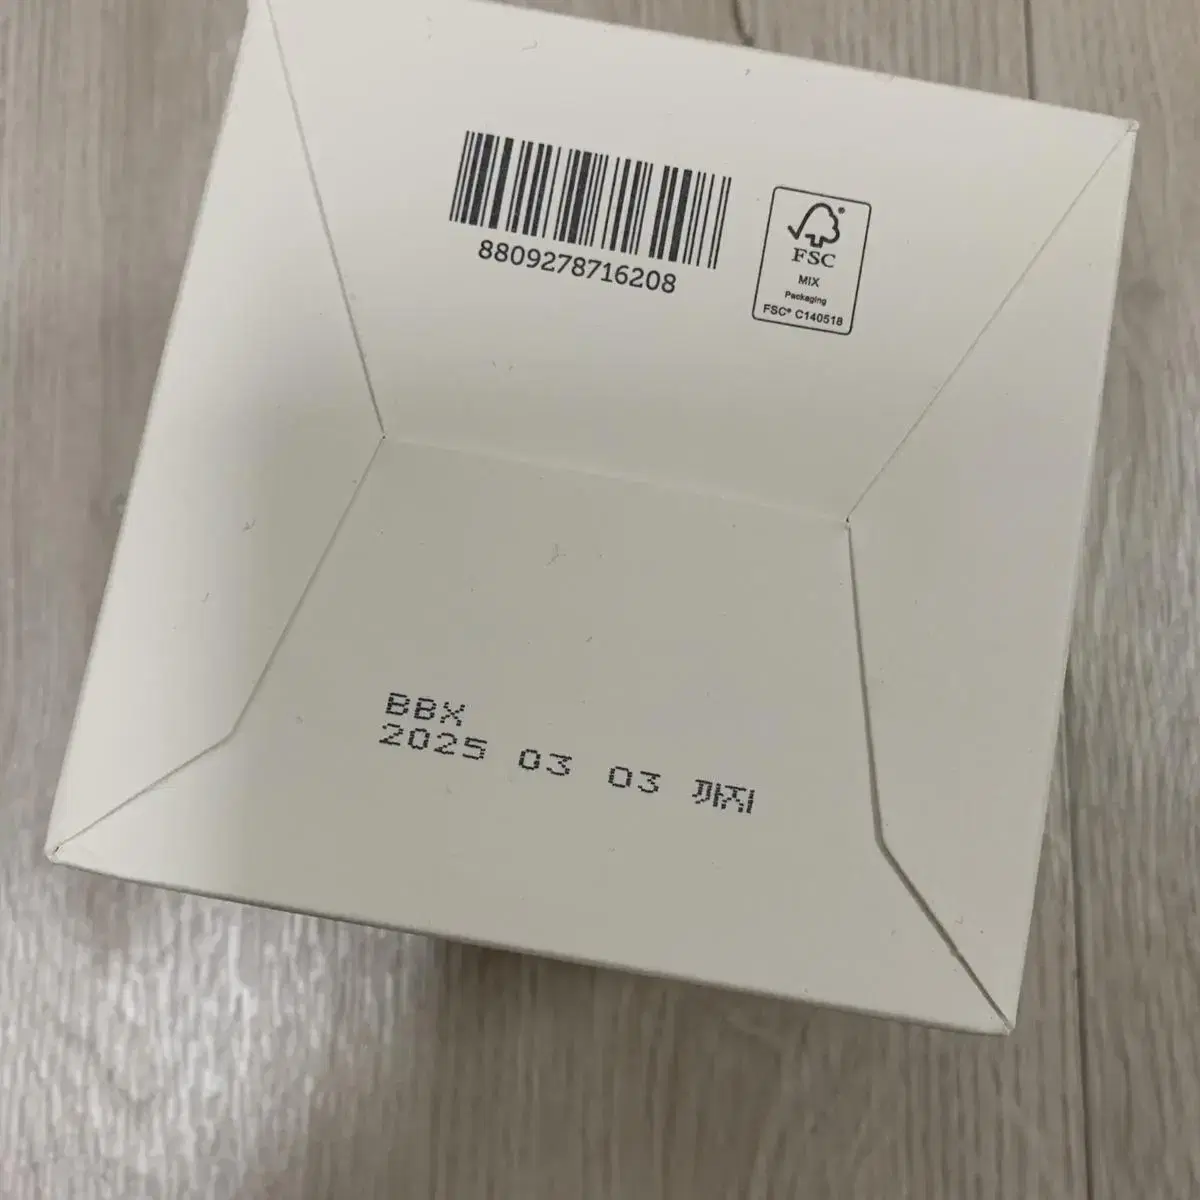 8809278716208
FSC
MIX
Packaging
FSC® C140518
BBX
2025 03 03 까지